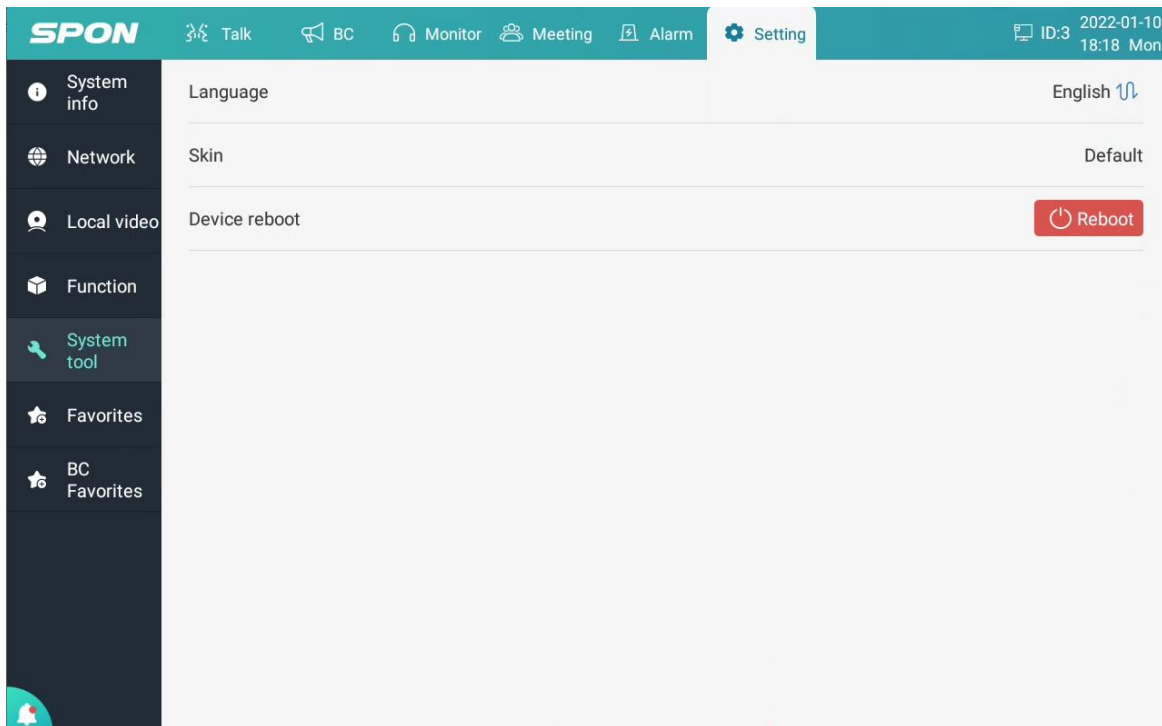 SPON
Talk
BC
Monitor
Meeting
Alarm
Setting
ID:3
2022-01-10
18:18 Mon
System
info
Network
Local video
Function
System
tool
Favorites
BC
Favorites
Language
English
Skin
Default
Device reboot
Reboot